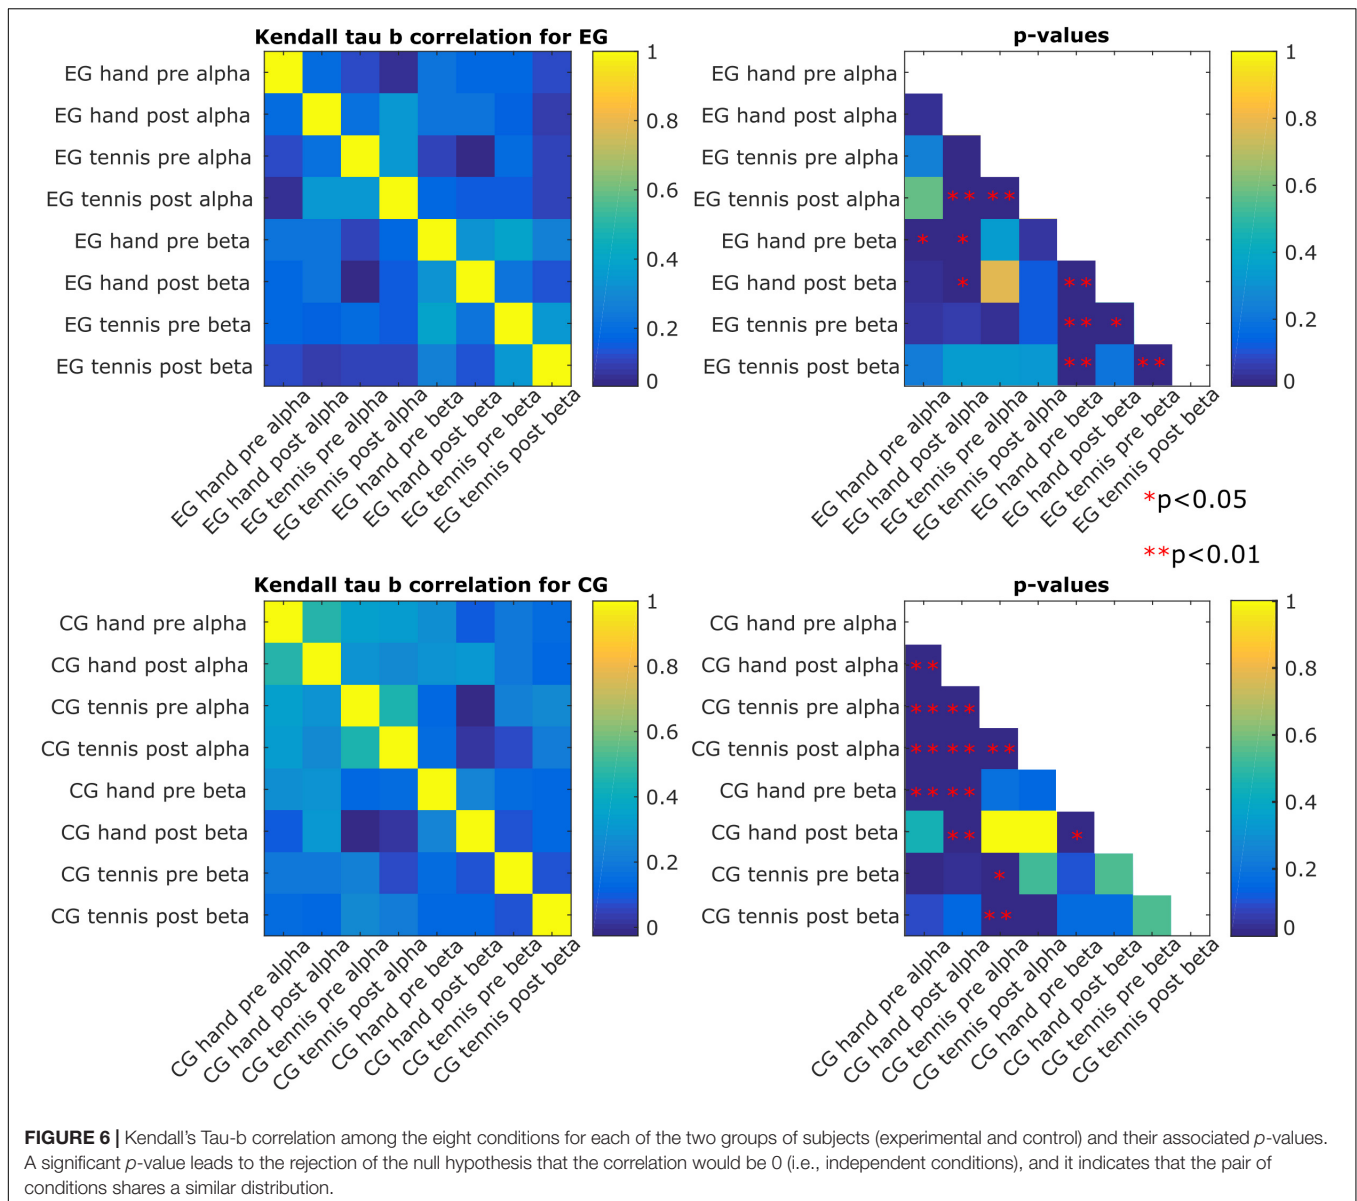 Kendall tau b correlation for EG
EG hand pre alpha
EG hand post alpha
EG tennis pre alpha
EG tennis post alpha
EG hand pre beta
EG hand post beta
EG tennis pre beta
EG tennis post beta
1
0.8
0.6
0.4
0.2
0
EG hand pre alpha
EG hand post alpha
EG tennis pre alpha
EG tennis post alpha
EG hand pre beta
EG hand post beta
EG tennis pre beta
EG tennis post beta
p-values
EG hand pre alpha
EG hand post alpha
EG tennis pre alpha
EG tennis post alpha ** **
EG hand pre beta * *
EG hand post beta * **
EG tennis pre beta ** *
EG tennis post beta ** **
1
0.8
0.6
0.4
0.2
0
EG hand pre alpha
EG hand post alpha
EG tennis pre alpha
EG tennis post alpha
EG hand pre beta
EG hand post beta
EG tennis pre beta
EG tennis post beta
*p<0.05
**p<0.01
Kendall tau b correlation for CG
CG hand pre alpha
CG hand post alpha
CG tennis pre alpha
CG tennis post alpha
CG hand pre beta
CG hand post beta
CG tennis pre beta
CG tennis post beta
1
0.8
0.6
0.4
0.2
0
CG hand pre alpha
CG hand post alpha
CG tennis pre alpha
CG tennis post alpha
CG hand pre beta
CG hand post beta
CG tennis pre beta
CG tennis post beta
p-values
CG hand pre alpha
CG hand post alpha **
CG tennis pre alpha ** **
CG tennis post alpha ** ** **
CG hand pre beta ** **
CG hand post beta ** *
CG tennis pre beta *
CG tennis post beta **
1
0.8
0.6
0.4
0.2
0
CG hand pre alpha
CG hand post alpha
CG tennis pre alpha
CG tennis post alpha
CG hand pre beta
CG hand post beta
CG tennis pre beta
CG tennis post beta
FIGURE 6 | Kendall's Tau-b correlation among the eight conditions for each of the two groups of subjects (experimental and control) and their associated p-values.
A significant p-value leads to the rejection of the null hypothesis that the correlation would be 0 (i.e., independent conditions), and it indicates that the pair of
conditions shares a similar distribution.